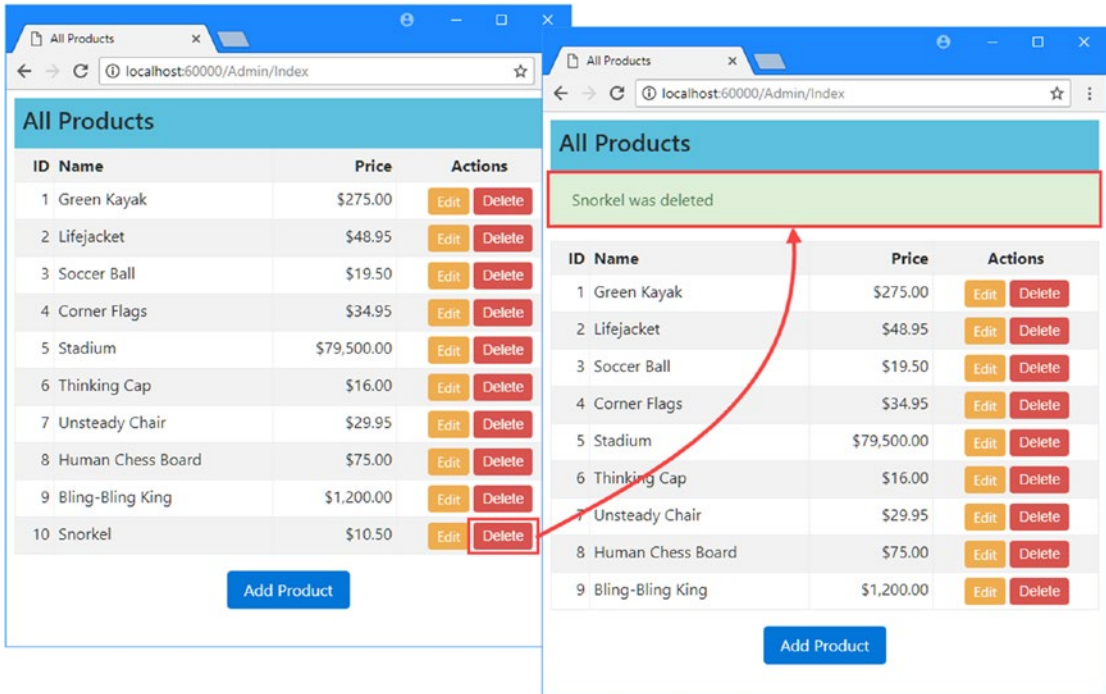 All Products
localhost:60000/Admin/Index
All Products
ID Name Price Actions
1 Green Kayak $275.00 Edit Delete
2 Lifejacket $48.95 Edit Delete
3 Soccer Ball $19.50 Edit Delete
4 Corner Flags $34.95 Edit Delete
5 Stadium $79,500.00 Edit Delete
6 Thinking Cap $16.00 Edit Delete
7 Unsteady Chair $29.95 Edit Delete
8 Human Chess Board $75.00 Edit Delete
9 Bling-Bling King $1,200.00 Edit Delete
10 Snorkel $10.50 Edit Delete
Add Product
All Products
localhost:60000/Admin/Index
All Products
Snorkel was deleted
ID Name Price Actions
1 Green Kayak $275.00 Edit Delete
2 Lifejacket $48.95 Edit Delete
3 Soccer Ball $19.50 Edit Delete
4 Corner Flags $34.95 Edit Delete
5 Stadium $79,500.00 Edit Delete
6 Thinking Cap $16.00 Edit Delete
7 Unsteady Chair $29.95 Edit Delete
8 Human Chess Board $75.00 Edit Delete
9 Bling-Bling King $1,200.00 Edit Delete
Add Product